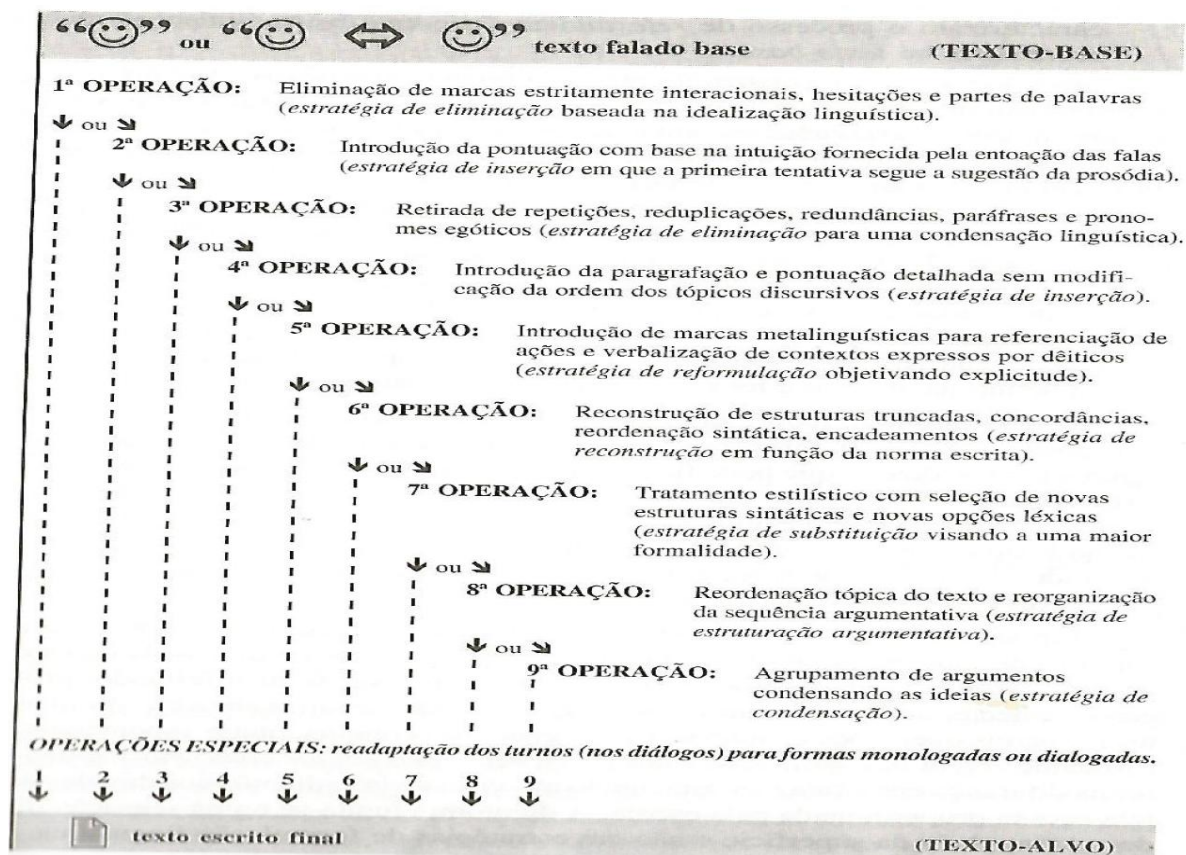 “ ” ou “ ” texto falado base (TEXTO-BASE)
1ª OPERAÇÃO: Eliminação de marcas estritamente interacionais, hesitações e partes de palavras
(estratégia de eliminação baseada na idealização linguística).
ou
2ª OPERAÇÃO: Introdução da pontuação com base na intuição fornecida pela entoação das falas
(estratégia de inserção em que a primeira tentativa segue a sugestão da prosódia).
ou
3ª OPERAÇÃO: Retirada de repetições, reduplicações, redundâncias, paráfrases e prono-
mes egóticos (estratégia de eliminação para uma condensação linguística).
ou
4ª OPERAÇÃO: Introdução da paragrafação e pontuação detalhada sem modifi-
cação da ordem dos tópicos discursivos (estratégia de inserção).
ou
5ª OPERAÇÃO: Introdução de marcas metalinguísticas para referenciação de
ações e verbalização de contextos expressos por dêiticos
(estratégia de reformulação objetivando explicitude).
ou
6ª OPERAÇÃO: Reconstrução de estruturas truncadas, concordâncias,
reordenação sintática, encadeamentos (estratégia de
reconstrução em função da norma escrita).
ou
7ª OPERAÇÃO: Tratamento estilístico com seleção de novas
estruturas sintáticas e novas opções léxicas
(estratégia de substituição visando a uma maior
formalidade).
ou
8ª OPERAÇÃO: Reordenação tópica do texto e reorganização
da sequência argumentativa (estratégia de
estruturação argumentativa).
ou
9ª OPERAÇÃO: Agrupamento de argumentos
condensando as ideias (estratégia de
condensação).
OPERAÇÕES ESPECIAIS: readaptação dos turnos (nos diálogos) para formas monologadas ou dialogadas.
1 2 3 4 5 6 7 8 9
texto escrito final (TEXTO-ALVO)